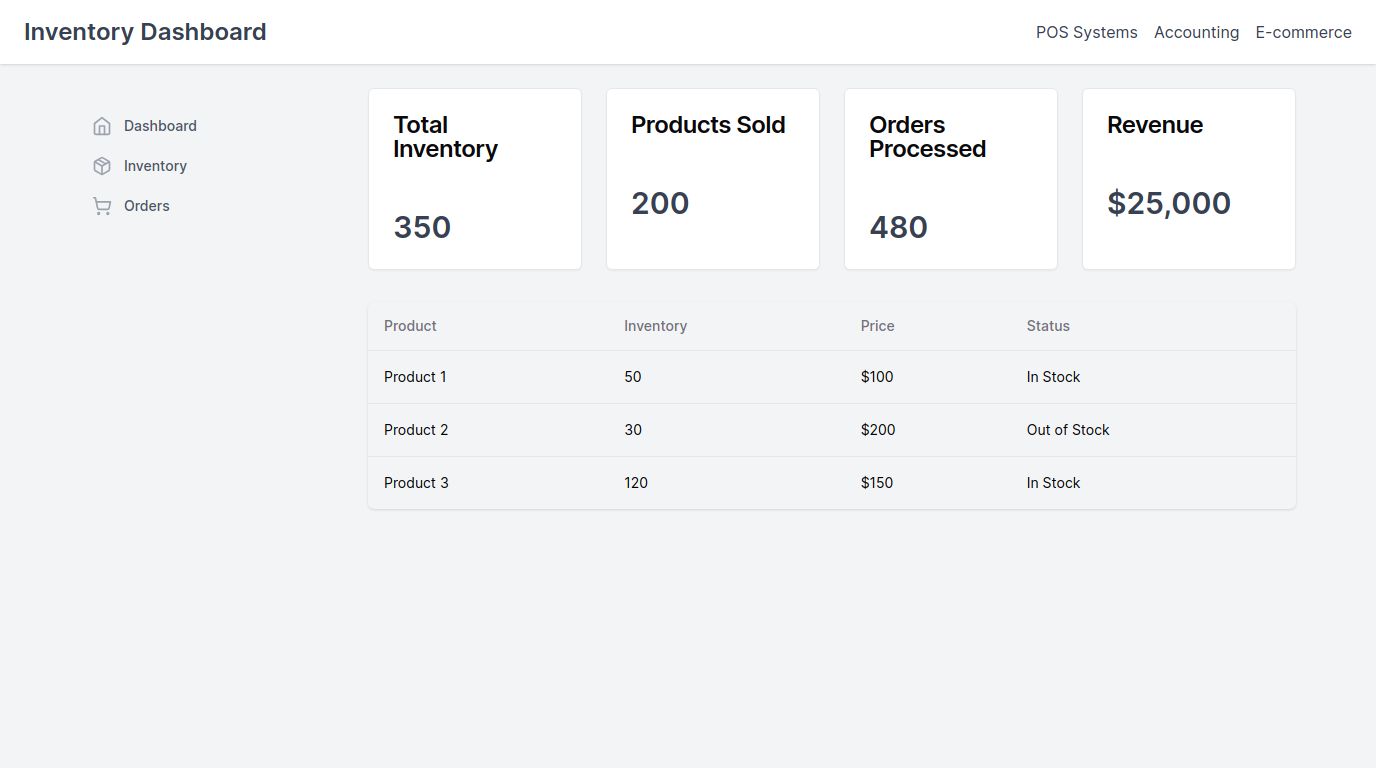 Inventory Dashboard
POS Systems Accounting E-commerce
Dashboard
Inventory
Orders
Total
Inventory
350
Products Sold
200
Orders
Processed
480
Revenue
$25,000
Product Inventory Price Status
Product 1 50 $100 In Stock
Product 2 30 $200 Out of Stock
Product 3 120 $150 In Stock